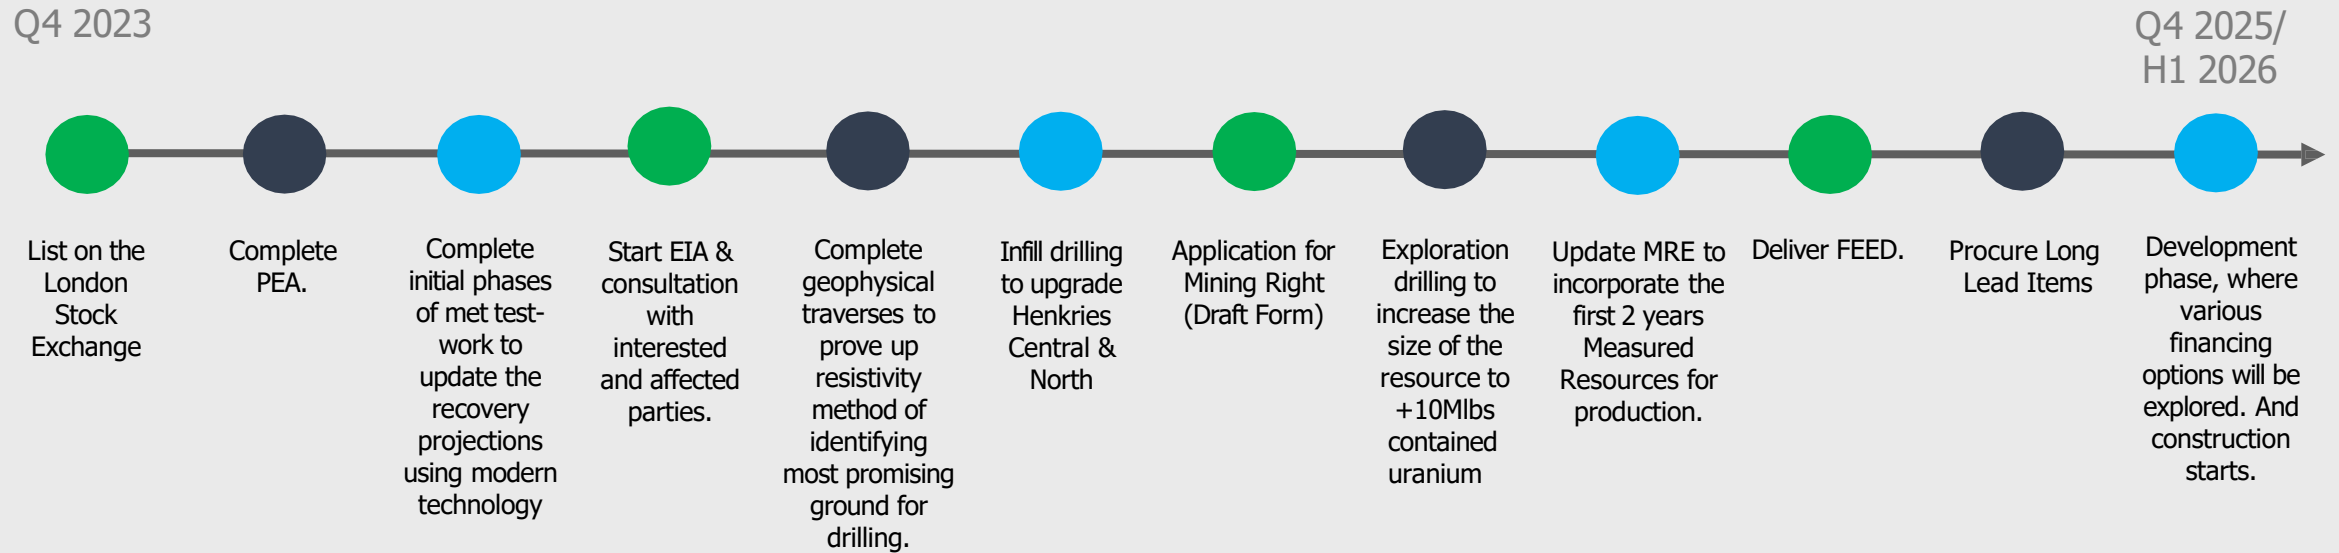 Q4 2023
Q4 2025/
H1 2026
List on the
London
Stock
Exchange
Complete
PEA.
Complete
initial phases
of met test-
work to
update the
recovery
projections
using modern
technology
Start EIA &
consultation
with
interested
and affected
parties.
Complete
geophysical
traverses to
prove up
resistivity
method of
identifying
most promising
ground for
drilling.
Infill drilling
to upgrade
Henkries
Central &
North
Application for
Mining Right
(Draft Form)
Exploration
drilling to
increase the
size of the
resource to
+10Mlbs
contained
uranium
Update MRE to
incorporate the
first 2 years
Measured
Resources for
production.
Deliver FEED.
Procure Long
Lead Items
Development
phase, where
various
financing
options will be
explored. And
construction
starts.